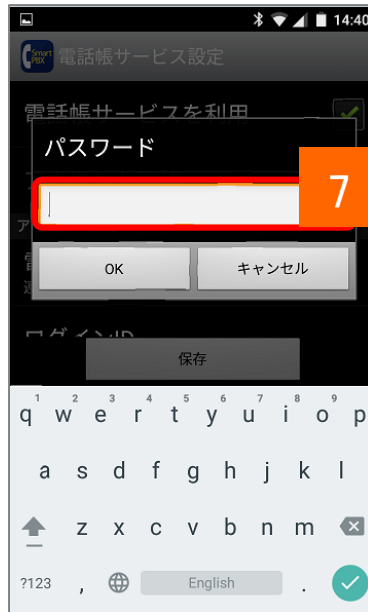 14:40
Smart PBX
電話帳サービス設定
電話帳サービスを利用
パスワード
7
OK
キャンセル
ログインID
保存
1 2 3 4 5 6 7 8 9
q w e r t y u i o p
a s d f g h j k l
z x c v b n m
?123 , English .